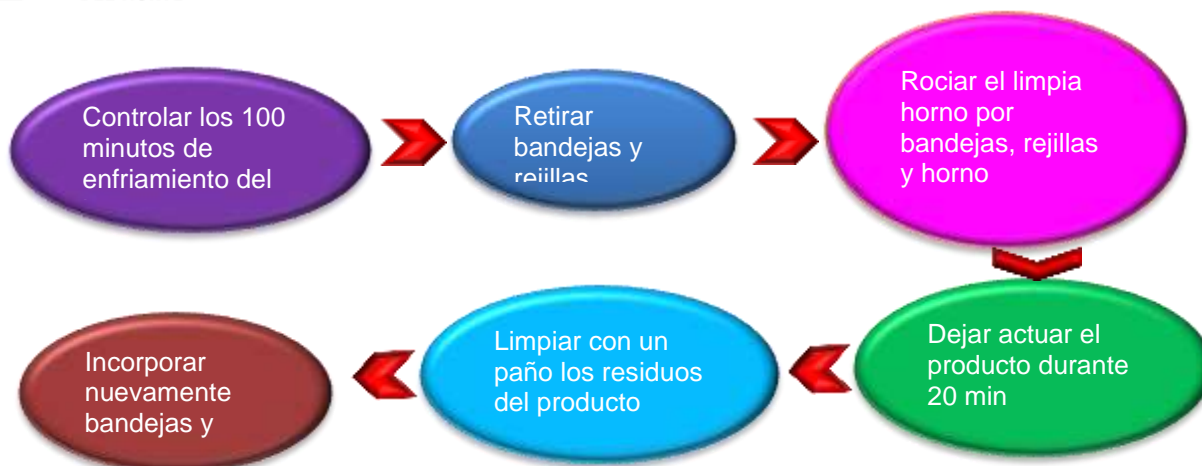 Controlar los 100
minutos de
enfriamiento del
Retirar
bandejas y
rejillas
Rociar el limpia
horno por
bandejas, rejillas
y horno
Dejar actuar el
producto durante
20 min
Limpiar con un
paño los residuos
del producto
Incorporar
nuevamente
bandejas y